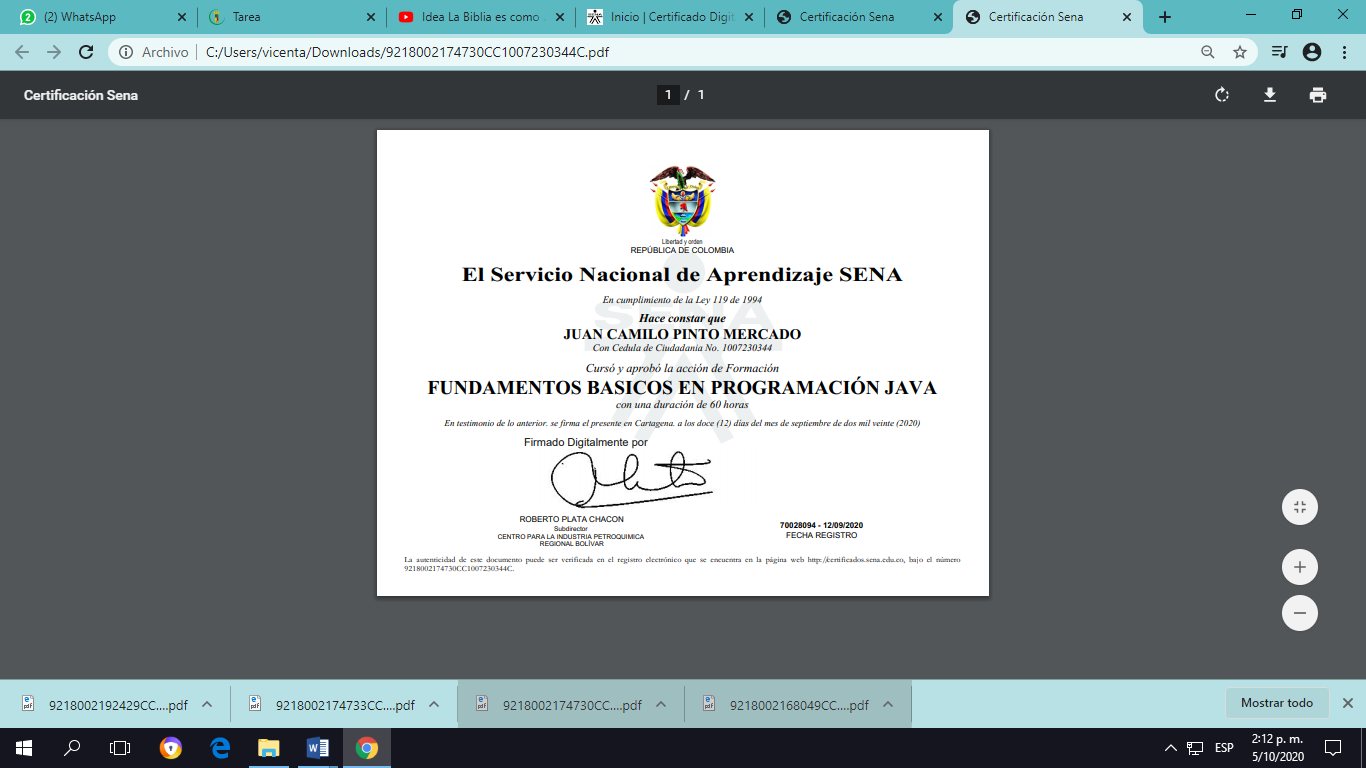 (2) WhatsApp
Tarea
Idea La Biblia es como
Inicio | Certificado Digit
Certificación Sena
Certificación Sena
Archivo
C:/Users/vicenta/Downloads/9218002174730CC1007230344C.pdf
Certificación Sena
1 / 1
Libertad y orden
REPÚBLICA DE COLOMBIA
El Servicio Nacional de Aprendizaje SENA
En cumplimiento de la Ley 119 de 1994
SENA
Hace constar que
JUAN CAMILO PINTO MERCADO
Con Cedula de Ciudadania No. 1007230344
Cursó y aprobó la acción de Formación
FUNDAMENTOS BASICOS EN PROGRAMACIÓN JAVA
con una duración de 60 horas
En testimonio de lo anterior. se firma el presente en Cartagena. a los doce (12) días del mes de septiembre de dos mil veinte (2020)
Firmado Digitalmente por
ROBERTO PLATA CHACON
Subdirector
CENTRO PARA LA INDUSTRIA PETROQUIMICA
REGIONAL BOLÍVAR
70028094 - 12/09/2020
FECHA REGISTRO
La autenticidad de este documento puede ser verificada en el registro electrónico que se encuentra en la página web http://certificados.sena.edu.co, bajo el número
9218002174730CC1007230344C.
9218002192429CC....pdf
9218002174733CC....pdf
9218002174730CC....pdf
9218002168049CC....pdf
Mostrar todo
ESP
2:12 p. m.
5/10/2020